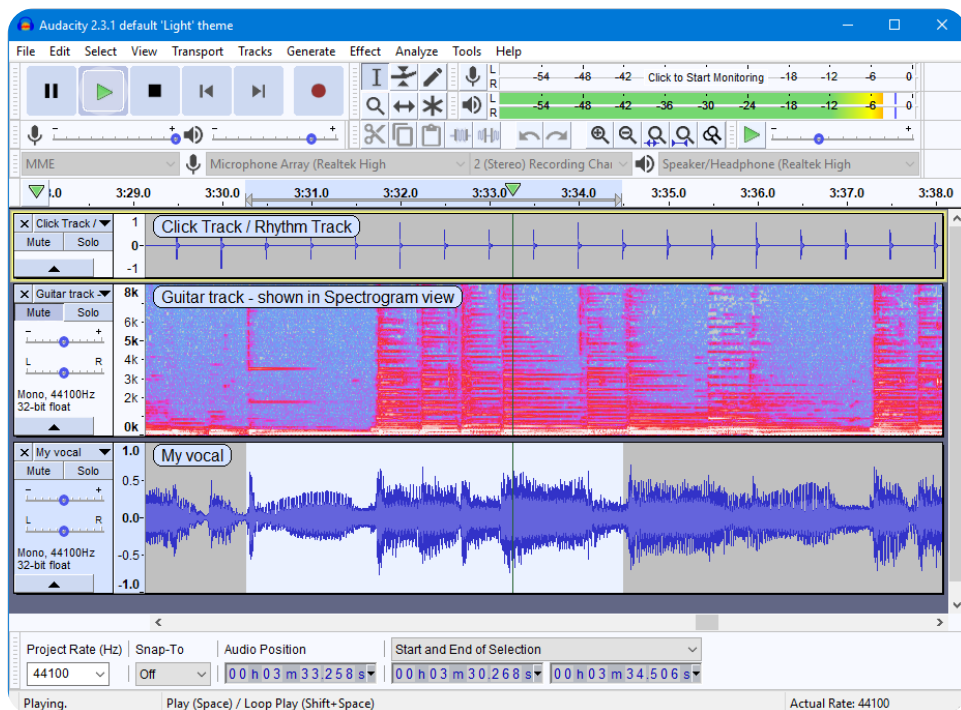 Audacity 2.3.1 default 'Light' theme
File Edit Select View Transport Tracks Generate Effect Analyze Tools Help
L
R
-54 -48 -42 Click to Start Monitoring -18 -12 -6 0
L
R
-54 -48 -42 -36 -30 -24 -18 -12 -6 0
- + - + - +
MME Microphone Array (Realtek High 2 (Stereo) Recording Chai Speaker/Headphone (Realtek High
3:29.0 3:30.0 3:31.0 3:32.0 3:33.0 3:34.0 3:35.0 3:36.0 3:37.0 3:38.0
Click Track / 1 Click Track / Rhythm Track
Mute Solo 0-
-1
Guitar track - 8k Guitar track - shown in Spectrogram view
Mute Solo
- + 6k
5k
L R 4k
3k
Mono, 44100Hz 2k
32-bit float
0k
My vocal 1.0 My vocal
Mute Solo
- + 0.5
L R 0.0
Mono, 44100Hz -0.5
32-bit float
-1.0
Project Rate (Hz) Snap-To Audio Position Start and End of Selection
44100 Off 00 h 03 m 33.258 s 00 h 03 m 30.268 s 00 h 03 m 34.506 s
Playing. Play (Space) / Loop Play (Shift+Space) Actual Rate: 44100